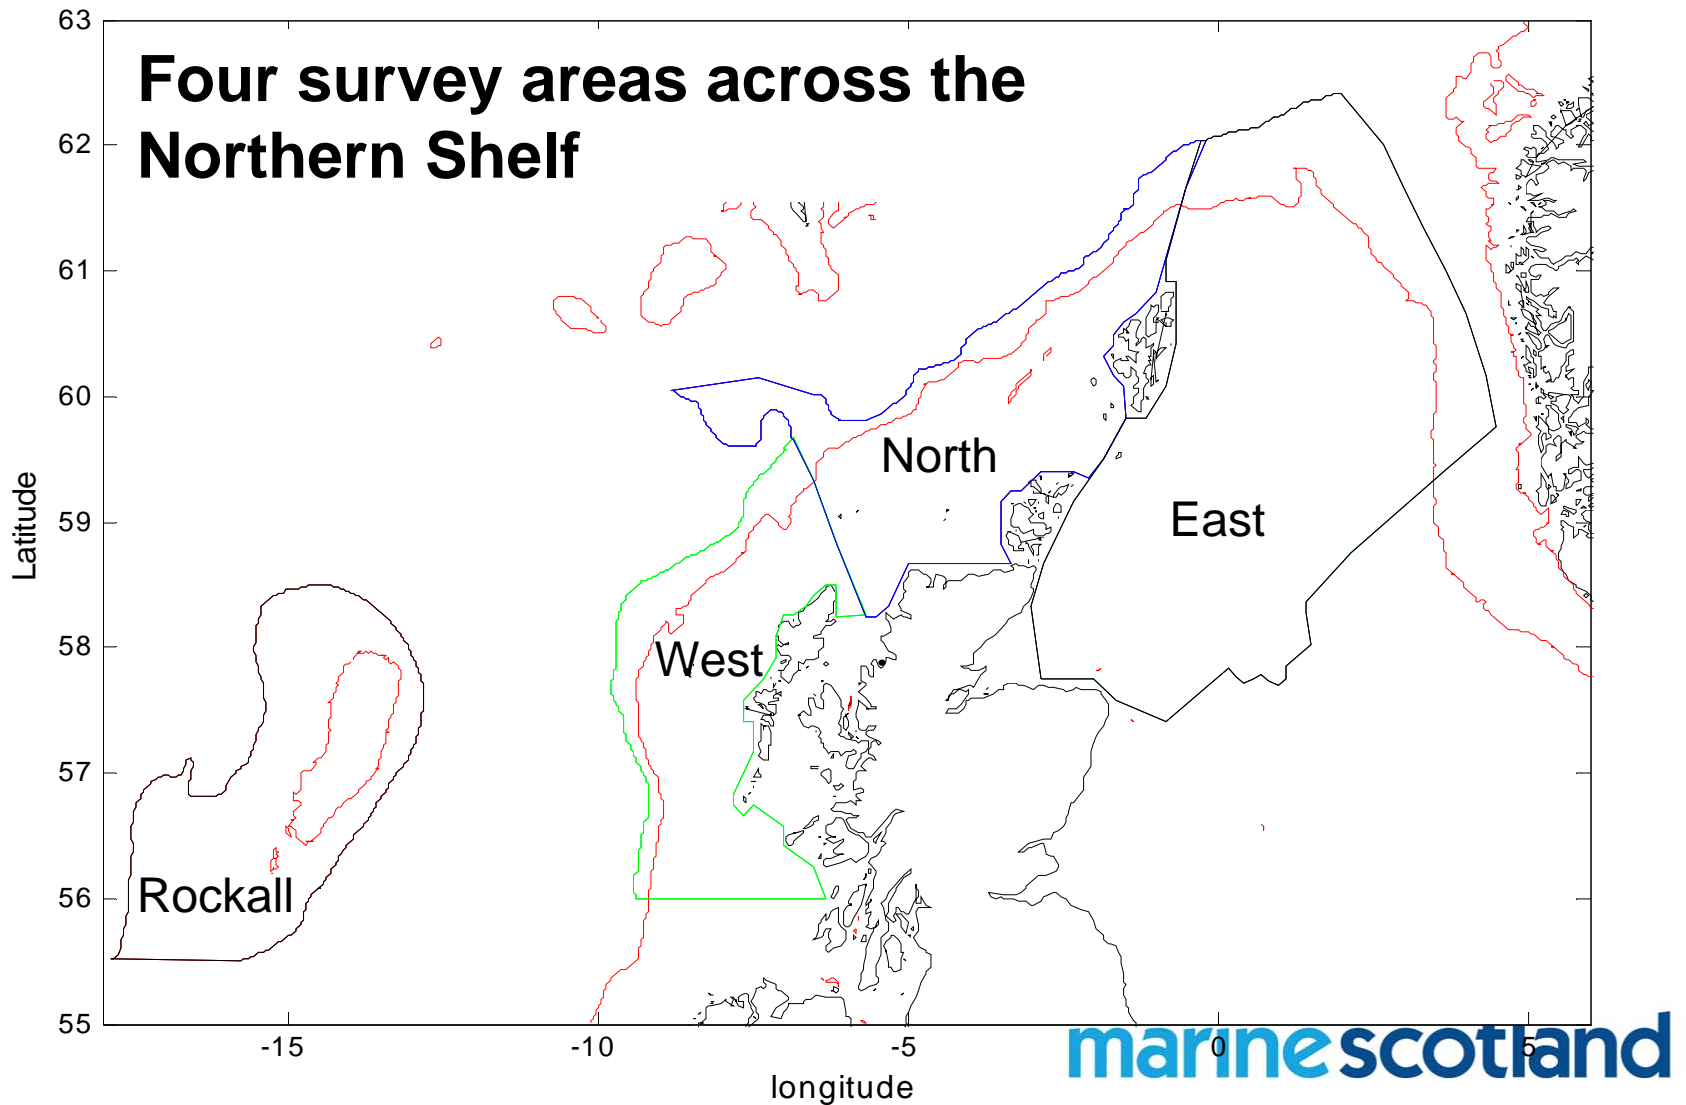 Four survey areas across the
Northern Shelf
63
62
61
60
59
58
57
56
55
Latitude
North
East
West
Rockall
-15
-10
-5
0
5
longitude
marinescotland